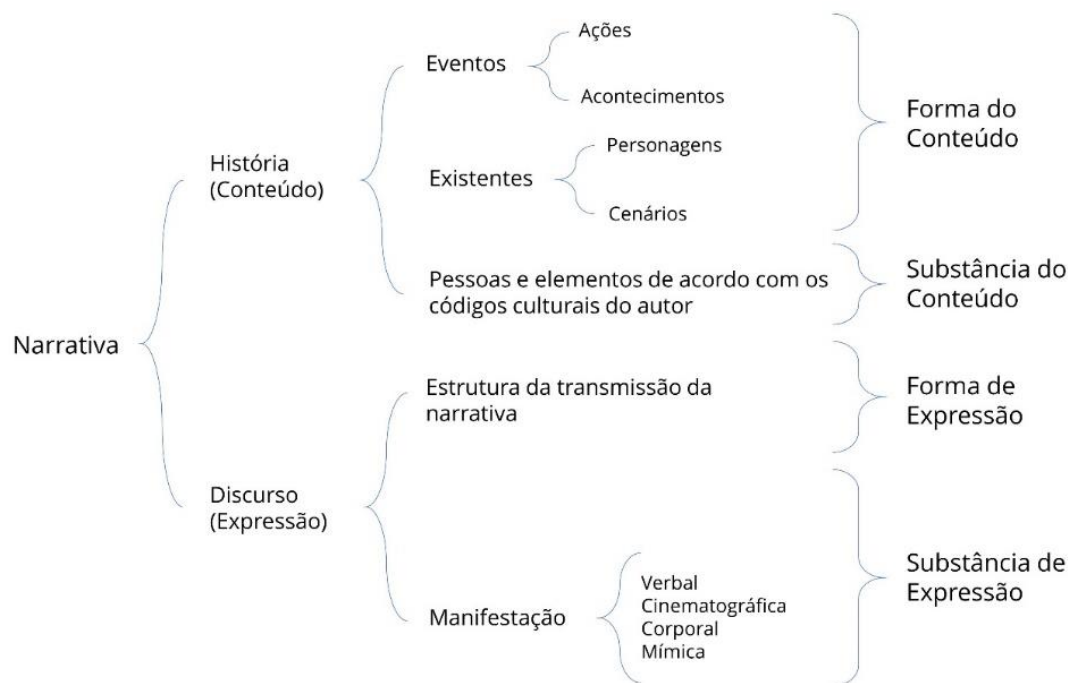 Narrativa
História
(Conteúdo)
Eventos
Ações
Acontecimentos
Existentes
Personagens
Cenários
Pessoas e elementos de acordo com os
códigos culturais do autor
Forma do
Conteúdo
Substância do
Conteúdo
Discurso
(Expressão)
Estrutura da transmissão da
narrativa
Manifestação
Verbal
Cinematográfica
Corporal
Mímica
Forma de
Expressão
Substância de
Expressão